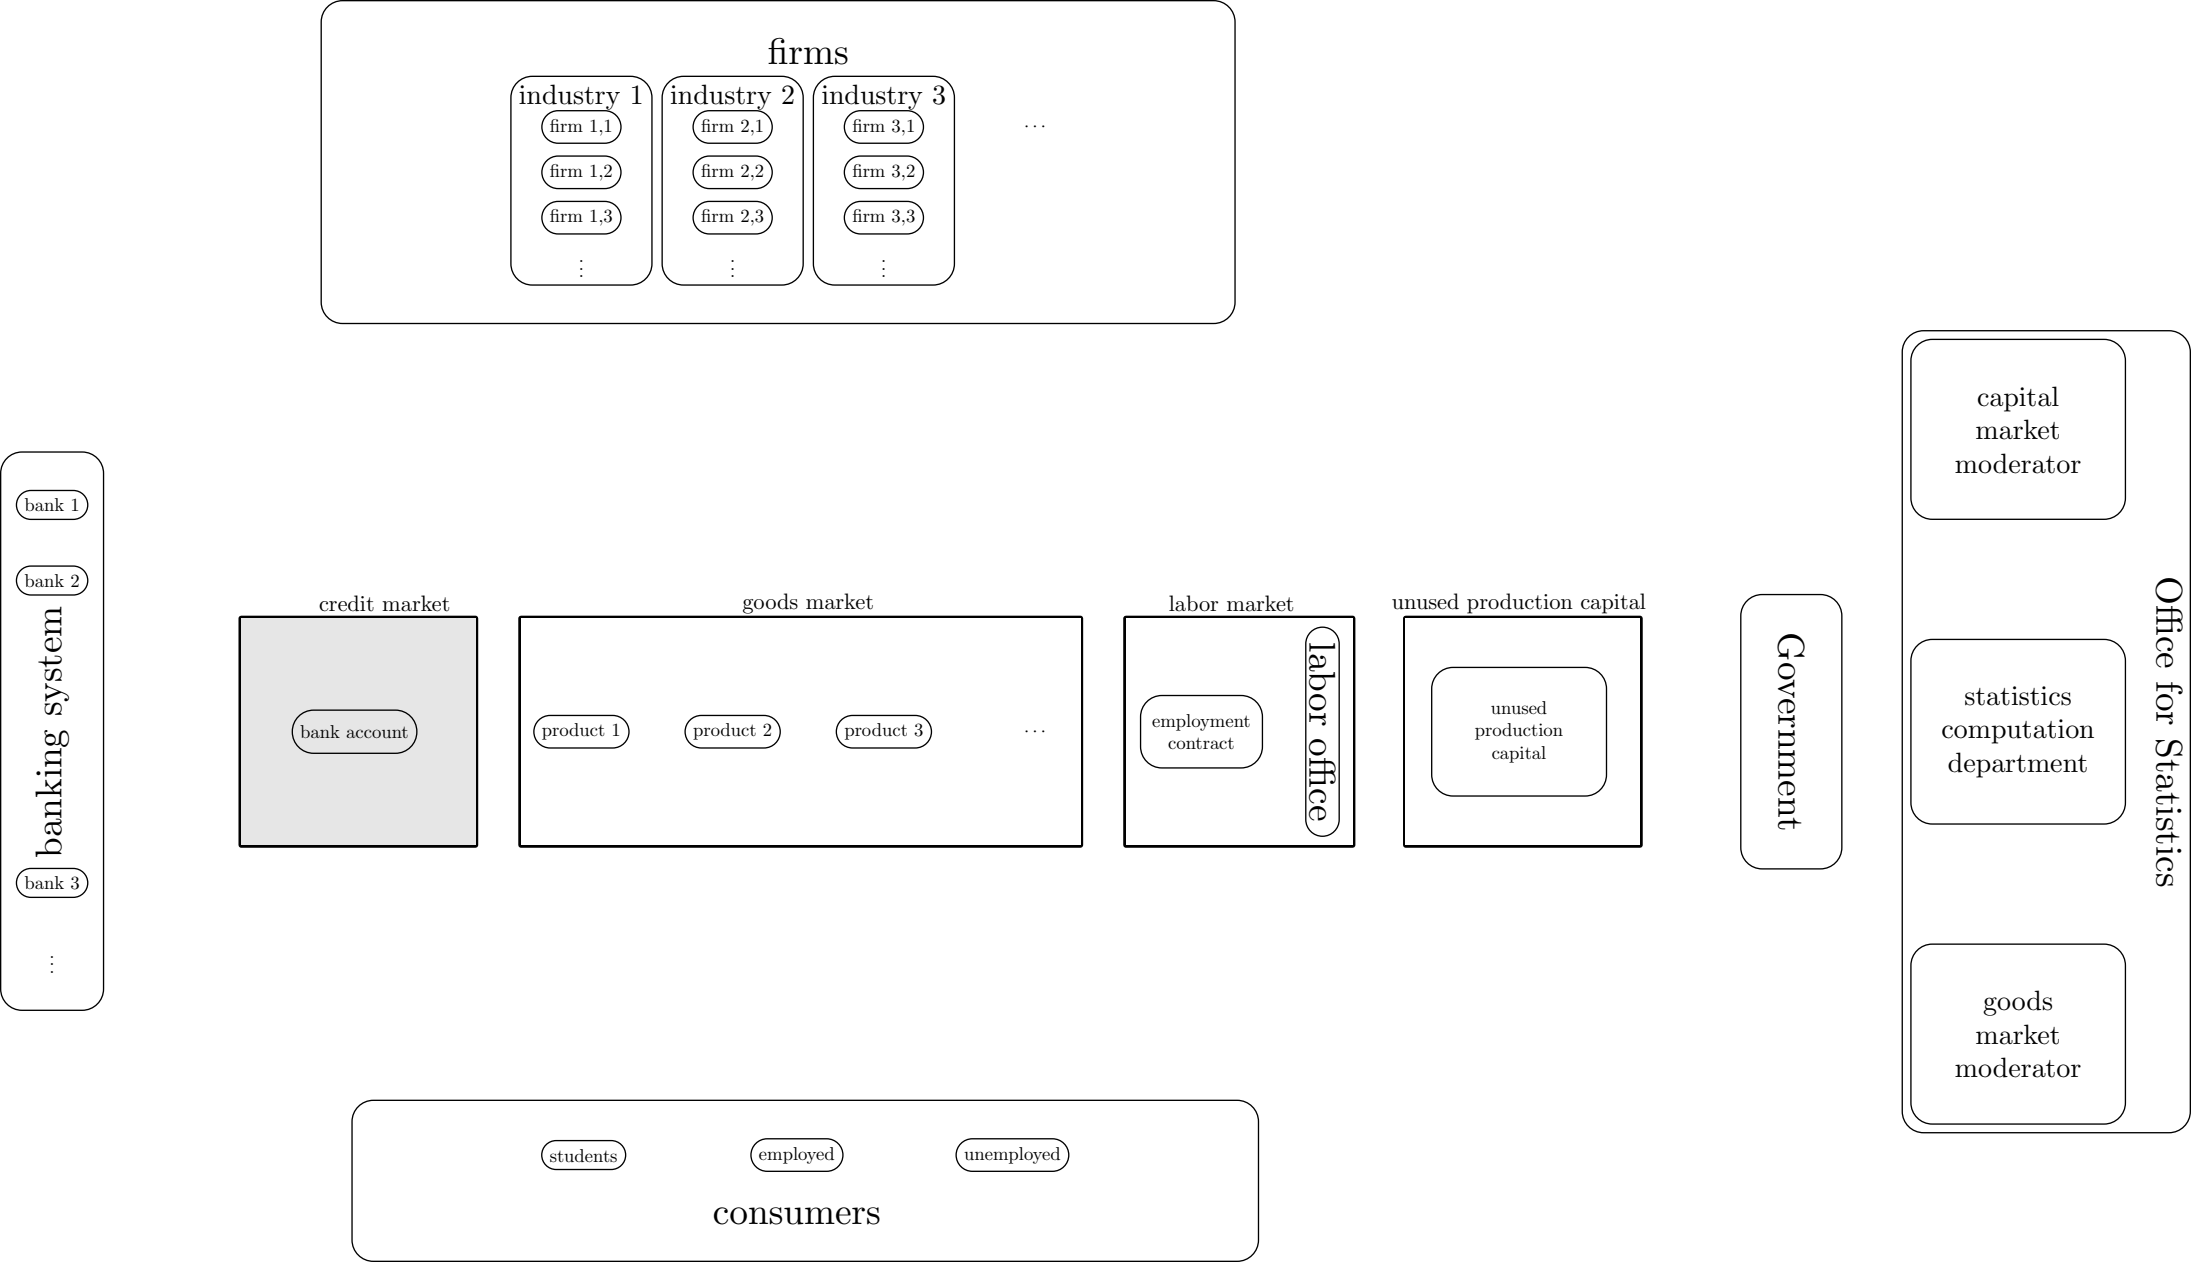 firms
industry 1
industry 2
industry 3
firm 1,1
firm 2,1
firm 3,1
...
firm 1,2
firm 2,2
firm 3,2
firm 1,3
firm 2,3
firm 3,3
⋮
⋮
⋮
bank 1
bank 2
banking system
bank 3
⋮
credit market
bank account
goods market
product 1
product 2
product 3
...
labor market
employment
contract
labor office
unused production capital
unused
production
capital
Government
capital
market
moderator
statistics
computation
department
goods
market
moderator
Office for Statistics
students
employed
unemployed
consumers